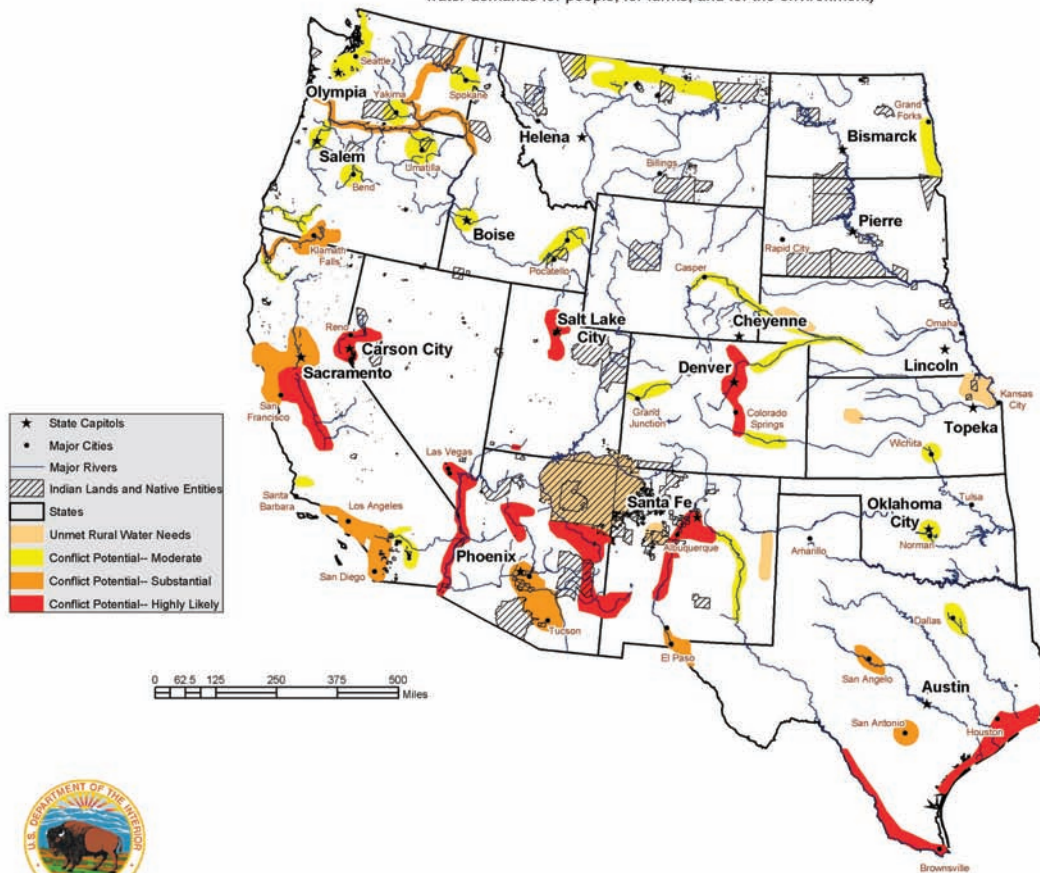 water demands for people, for farms, and for the environment)
Seattle
Olympia
Yakima
Spokane
Salem
Umatilla
Bend
Helena
Billings
Grand
Forks
Bismarck
Pierre
Rapid City
Boise
Pocatello
Klamath
Falls
Casper
Cheyenne
Omaha
Lincoln
Reno
Carson City
Salt Lake
City
Sacramento
San
Francisco
Denver
Grand
Junction
Colorado
Springs
Kansas
City
Topeka
Wichita
Las Vegas
Santa
Barbara
Los Angeles
San Diego
Phoenix
Tucson
Santa Fe
Albuquerque
Amarillo
Tulsa
Oklahoma
City
Norman
El Paso
Dallas
San Angelo
Austin
San Antonio
Houston
Brownsville
State Capitols
Major Cities
Major Rivers
Indian Lands and Native Entities
States
Unmet Rural Water Needs
Conflict Potential-- Moderate
Conflict Potential-- Substantial
Conflict Potential-- Highly Likely
0 62.5 125 250 375 500
Miles
U.S. DEPARTMENT OF THE INTERIOR